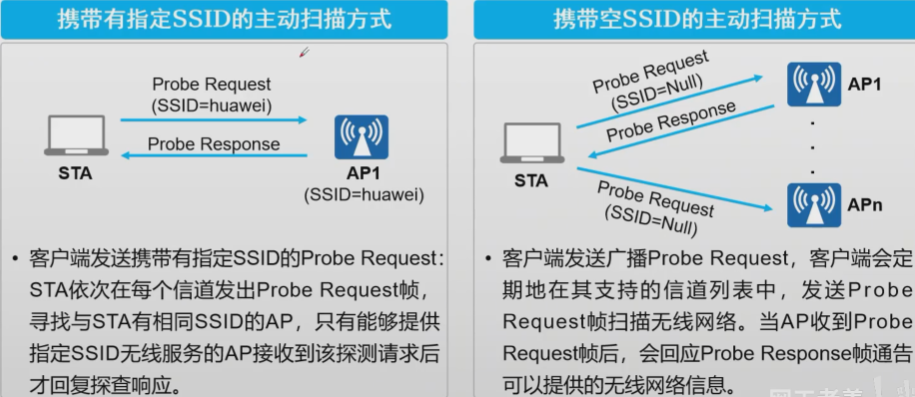 携带有指定SSID的主动扫描方式
Probe Request
(SSID=huawei)
Probe Response
STA
AP1
(SSID=huawei)
• 客户端发送携带有指定SSID的Probe Request：
STA依次在每个信道发出Probe Request帧，
寻找与STA有相同SSID的AP，只有能够提供
指定SSID无线服务的AP接收到该探测请求后
才回复探查响应。
携带空SSID的主动扫描方式
Probe Request
(SSID=Null)
Probe Response
AP1
STA
Probe Request
(SSID=Null)
APn
• 客户端发送广播Probe Request，客户端会定
期地在其支持的信道列表中，发送Probe
Request帧扫描无线网络。当AP收到Probe
Request帧后，会回应Probe Response帧通告
可以提供的无线网络信息。